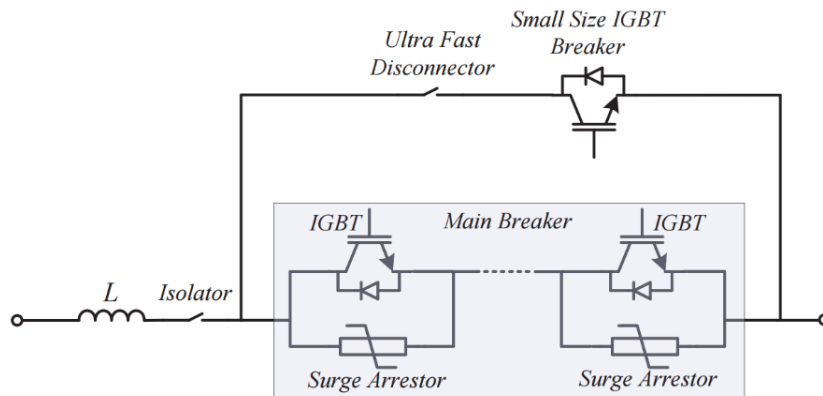 Small Size IGBT
Breaker
Ultra Fast
Disconnector
IGBT
Main Breaker
IGBT
L
Isolator
Surge Arrestor
Surge Arrestor